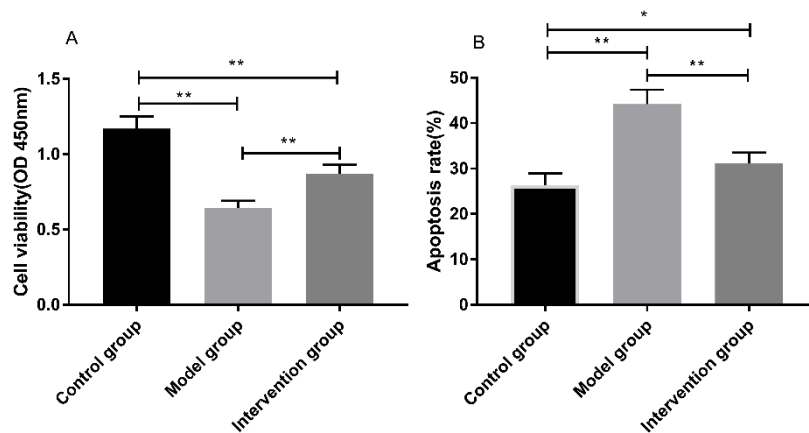 A
**
**
**
Cell viability(OD 450nm)
1.5
1.0
0.5
0.0
Control group
Model group
Intervention group
B
*
**
**
Apoptosis rate(%)
50
40
30
20
10
0
Control group
Model group
Intervention group